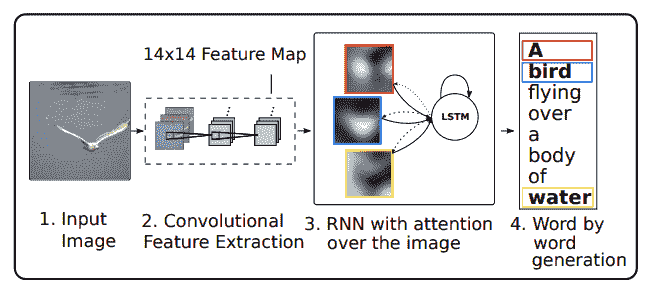 14x14 Feature Map
LSTM
A
bird
flying
over
a
body
of
water
1. Input
Image
2. Convolutional
Feature Extraction
3. RNN with attention
over the image
4. Word by
word
generation